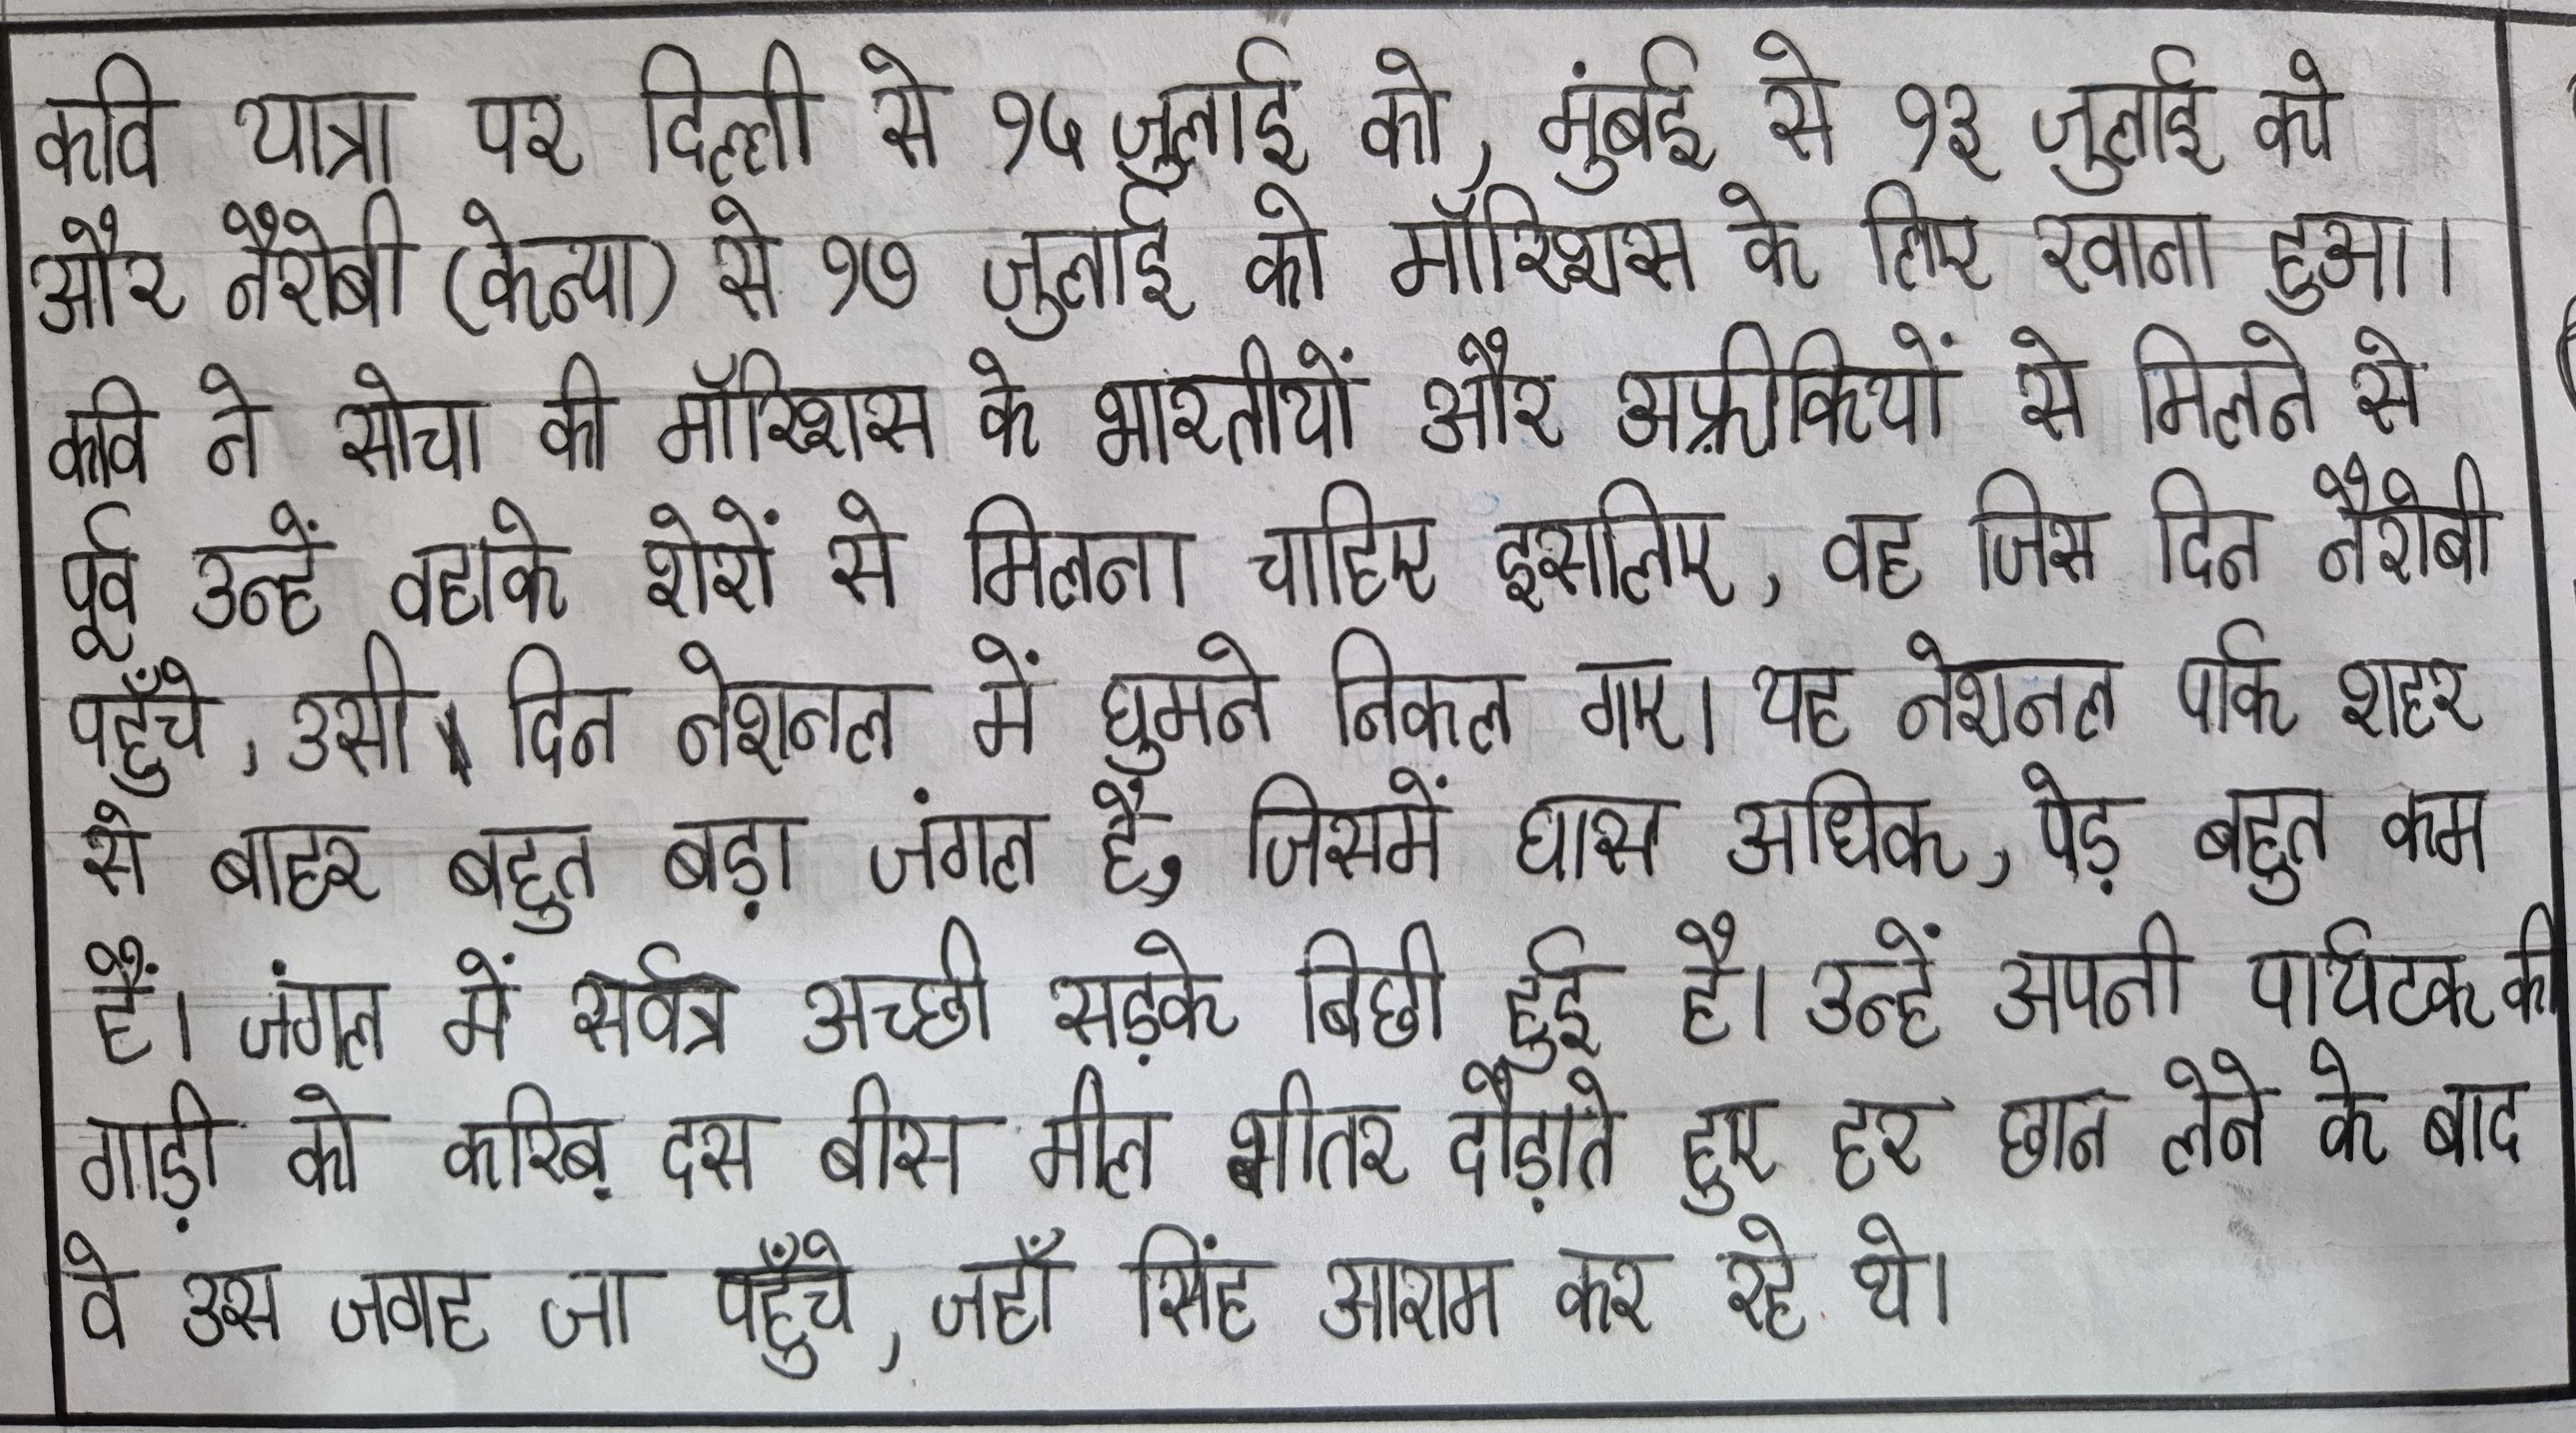 कवि यात्रा पर दिल्ली से १५ जुलाई को, मुंबई से १३ जुलाई को
और नैरोबी (केन्या) से १७ जुलाई को मॉरिशस के लिए रवाना हुआ।
कवि ने सोचा की मॉरिशस के भारतीयों और अफ़्रीकियों से मिलने से
पूर्व उन्हें वहाके शेरों से मिलना चाहिए इसलिए, वह जिस दिन नैरोबी
पहुँचे, उसी दिन नेशनल में घुमने निकल गए। यह नेशनल पार्क शहर
से बाहर बहुत बड़ा जंगल हैं, जिसमें घास अधिक, पेड़ बहुत कम
हैं। जंगल में सर्वत्र अच्छी सड़के बिछी हुई है। उन्हें अपनी पार्यटक की
गाड़ी को करिब दस बीस मील भीतर दौड़ाते हुए हर छान लेने के बाद
वे उस जगह जा पहुँचे, जहाँ सिंह आराम कर रहे थे।